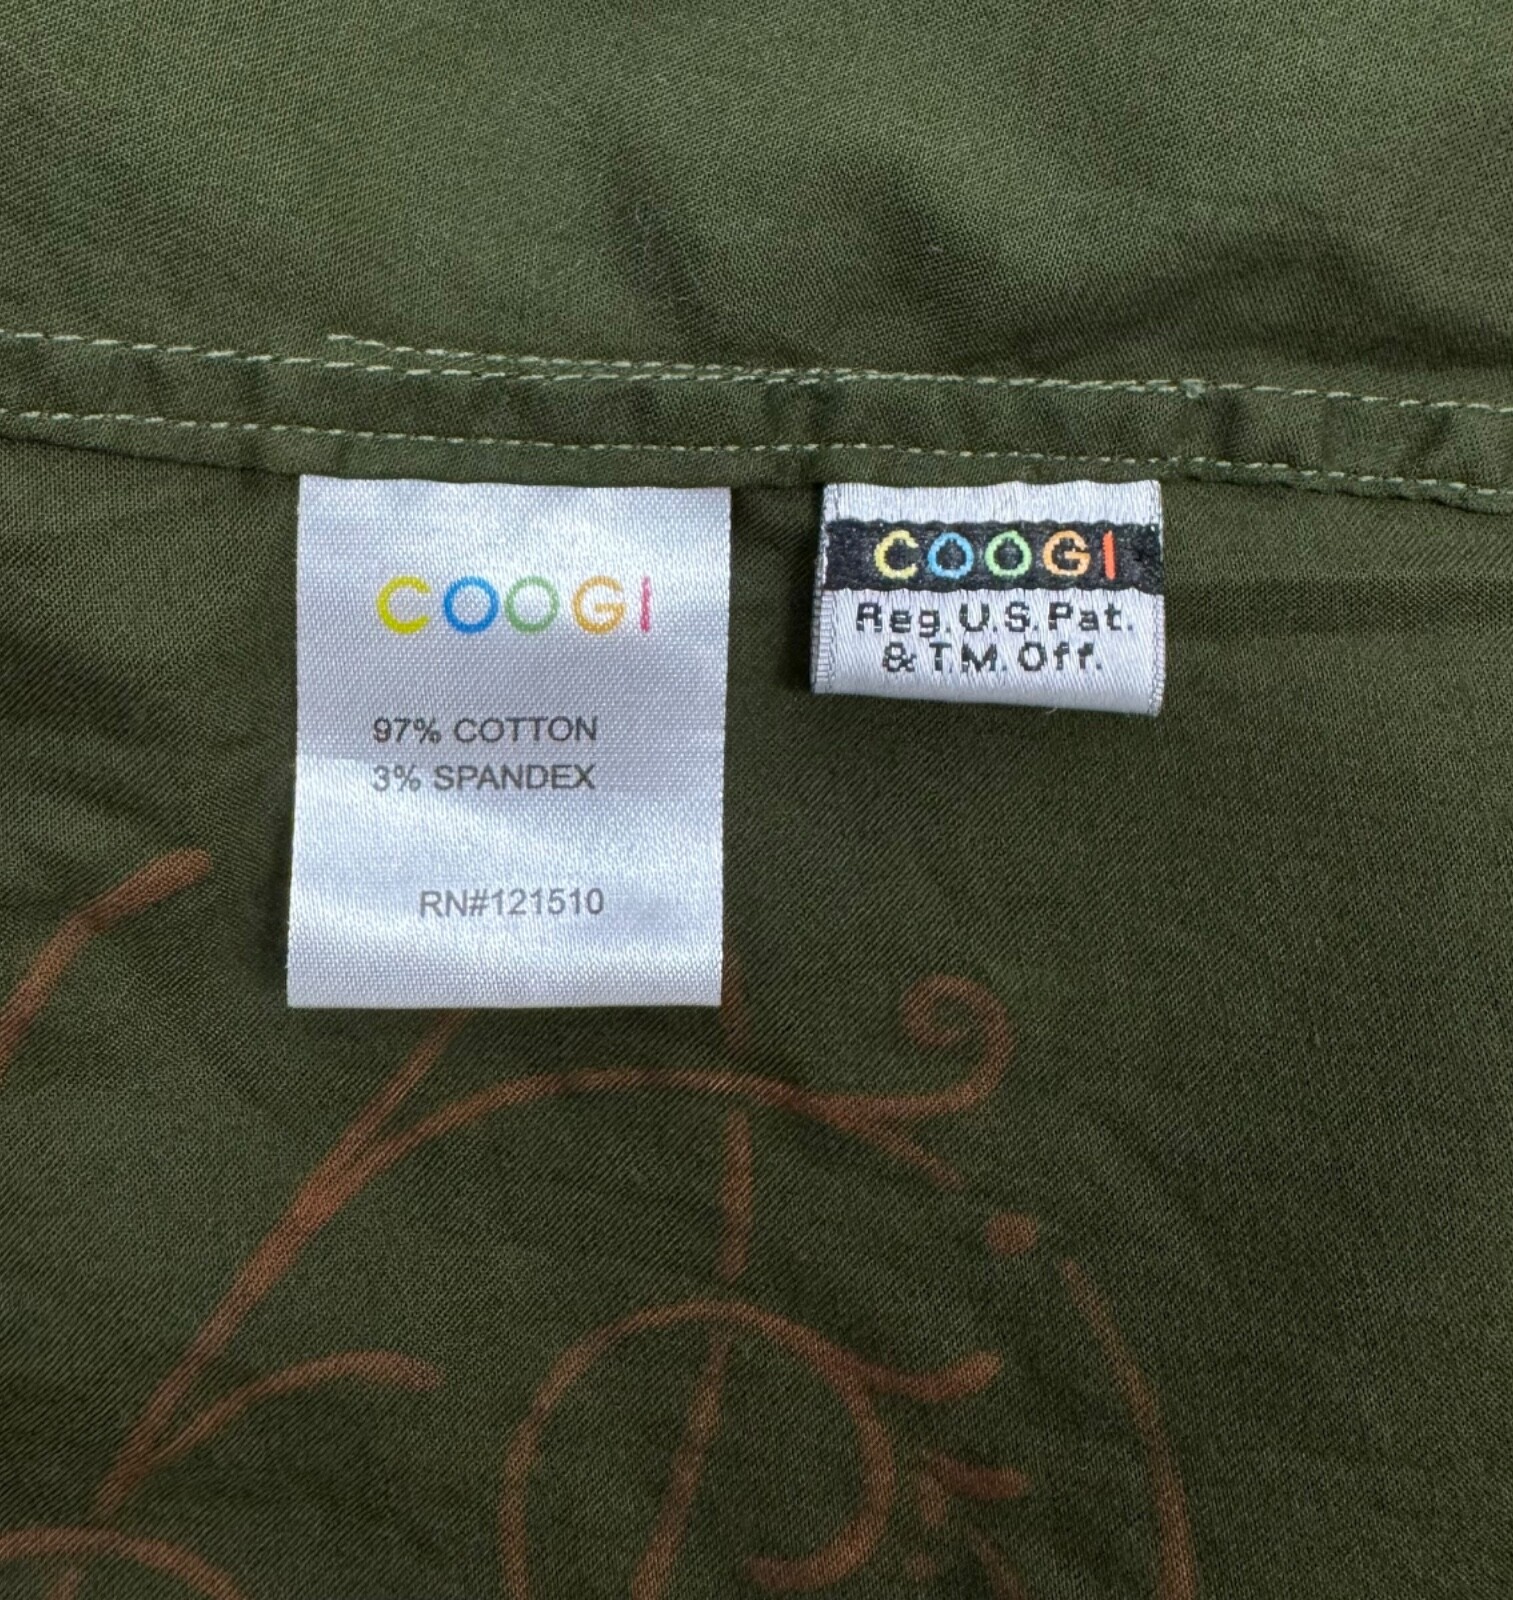 COOGI
97% COTTON
3% SPANDEX
RN#121510
COOGI
Reg. U.S. Pat.
& T.M. Off.